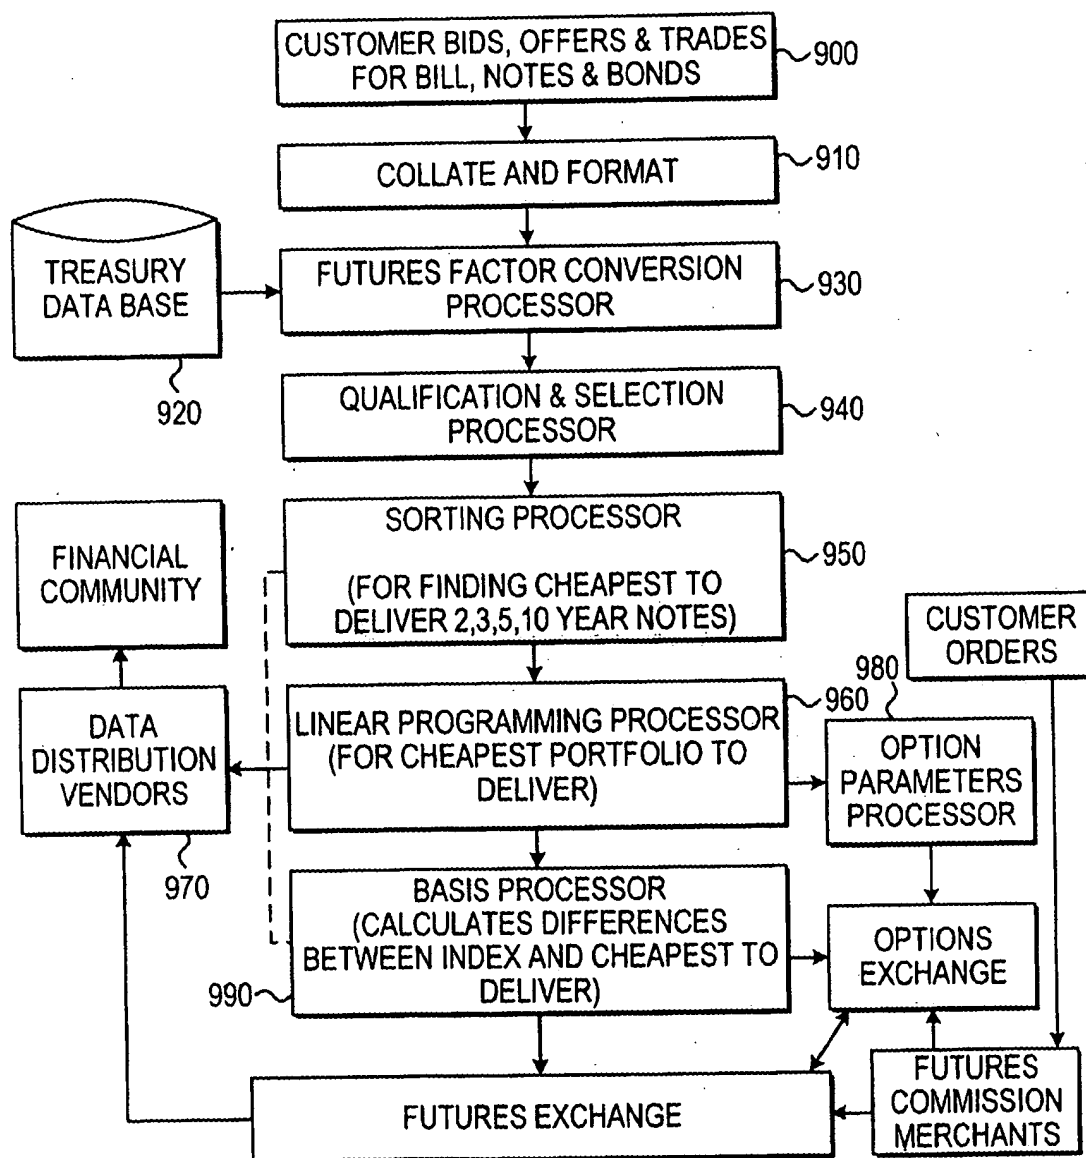 CUSTOMER BIDS, OFFERS & TRADES
FOR BILL, NOTES & BONDS
900
COLLATE AND FORMAT
910
TREASURY
DATA BASE
920
FUTURES FACTOR CONVERSION
PROCESSOR
930
QUALIFICATION & SELECTION
PROCESSOR
940
SORTING PROCESSOR
(FOR FINDING CHEAPEST TO
DELIVER 2,3,5,10 YEAR NOTES)
950
FINANCIAL
COMMUNITY
CUSTOMER
ORDERS
LINEAR PROGRAMMING PROCESSOR
(FOR CHEAPEST PORTFOLIO TO
DELIVER)
960
DATA
DISTRIBUTION
VENDORS
970
980
OPTION
PARAMETERS
PROCESSOR
BASIS PROCESSOR
(CALCULATES DIFFERENCES
BETWEEN INDEX AND CHEAPEST TO
DELIVER)
990
OPTIONS
EXCHANGE
FUTURES EXCHANGE
FUTURES
COMMISSION
MERCHANTS